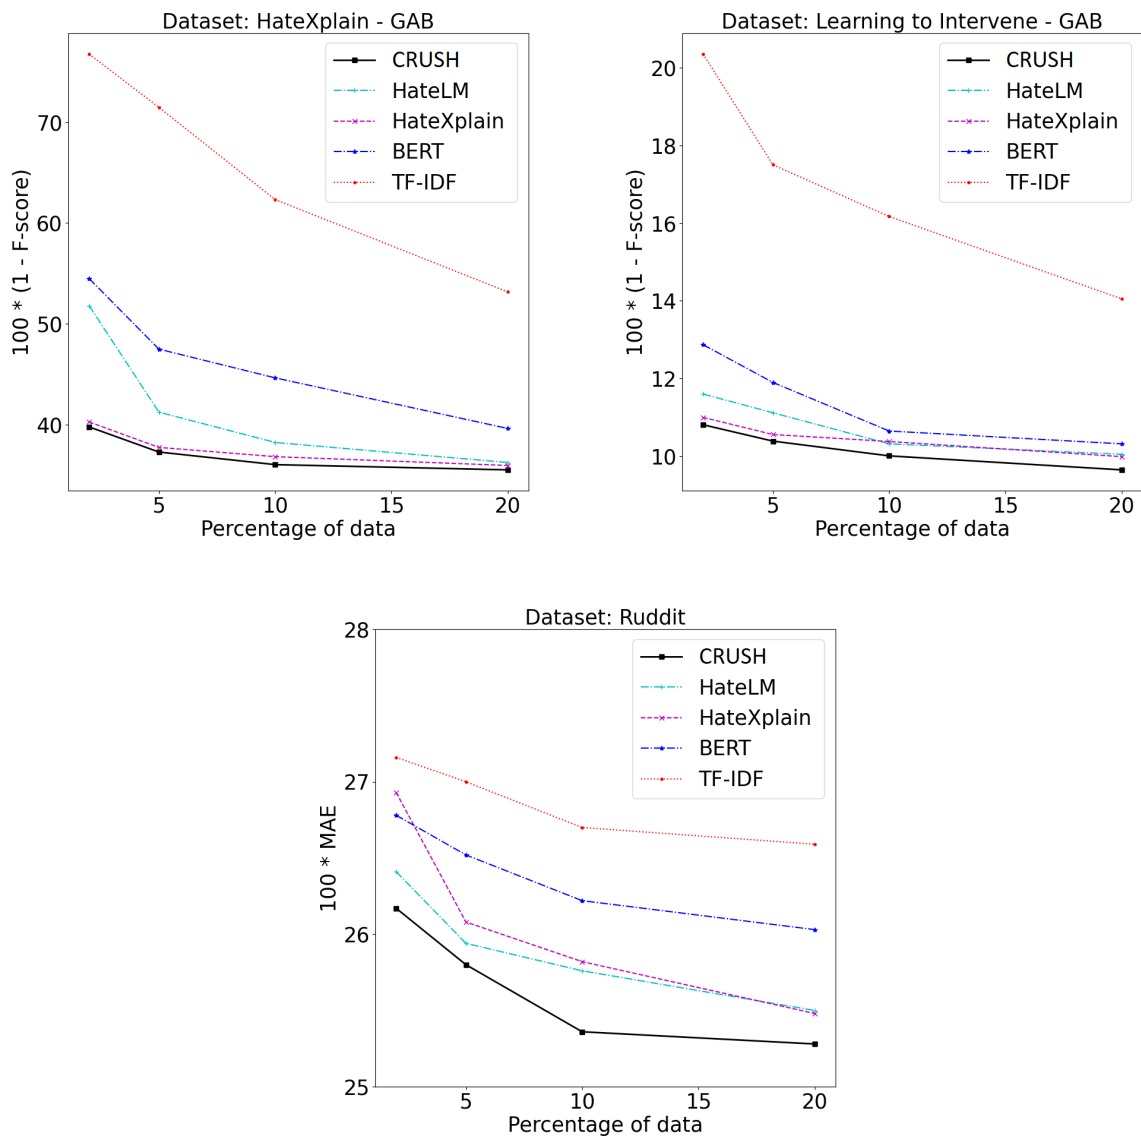 Dataset: HateXplain - GAB
CRUSH
HateLM
HateXplain
BERT
TF-IDF
70
60
50
40
100 * (1 - F-score)
5
10
15
20
Percentage of data
Dataset: Learning to Intervene - GAB
CRUSH
HateLM
HateXplain
BERT
TF-IDF
20
18
16
14
12
10
100 * (1 - F-score)
5
10
15
20
Percentage of data
Dataset: Ruddit
CRUSH
HateLM
HateXplain
BERT
TF-IDF
28
27
26
25
100 * MAE
5
10
15
20
Percentage of data